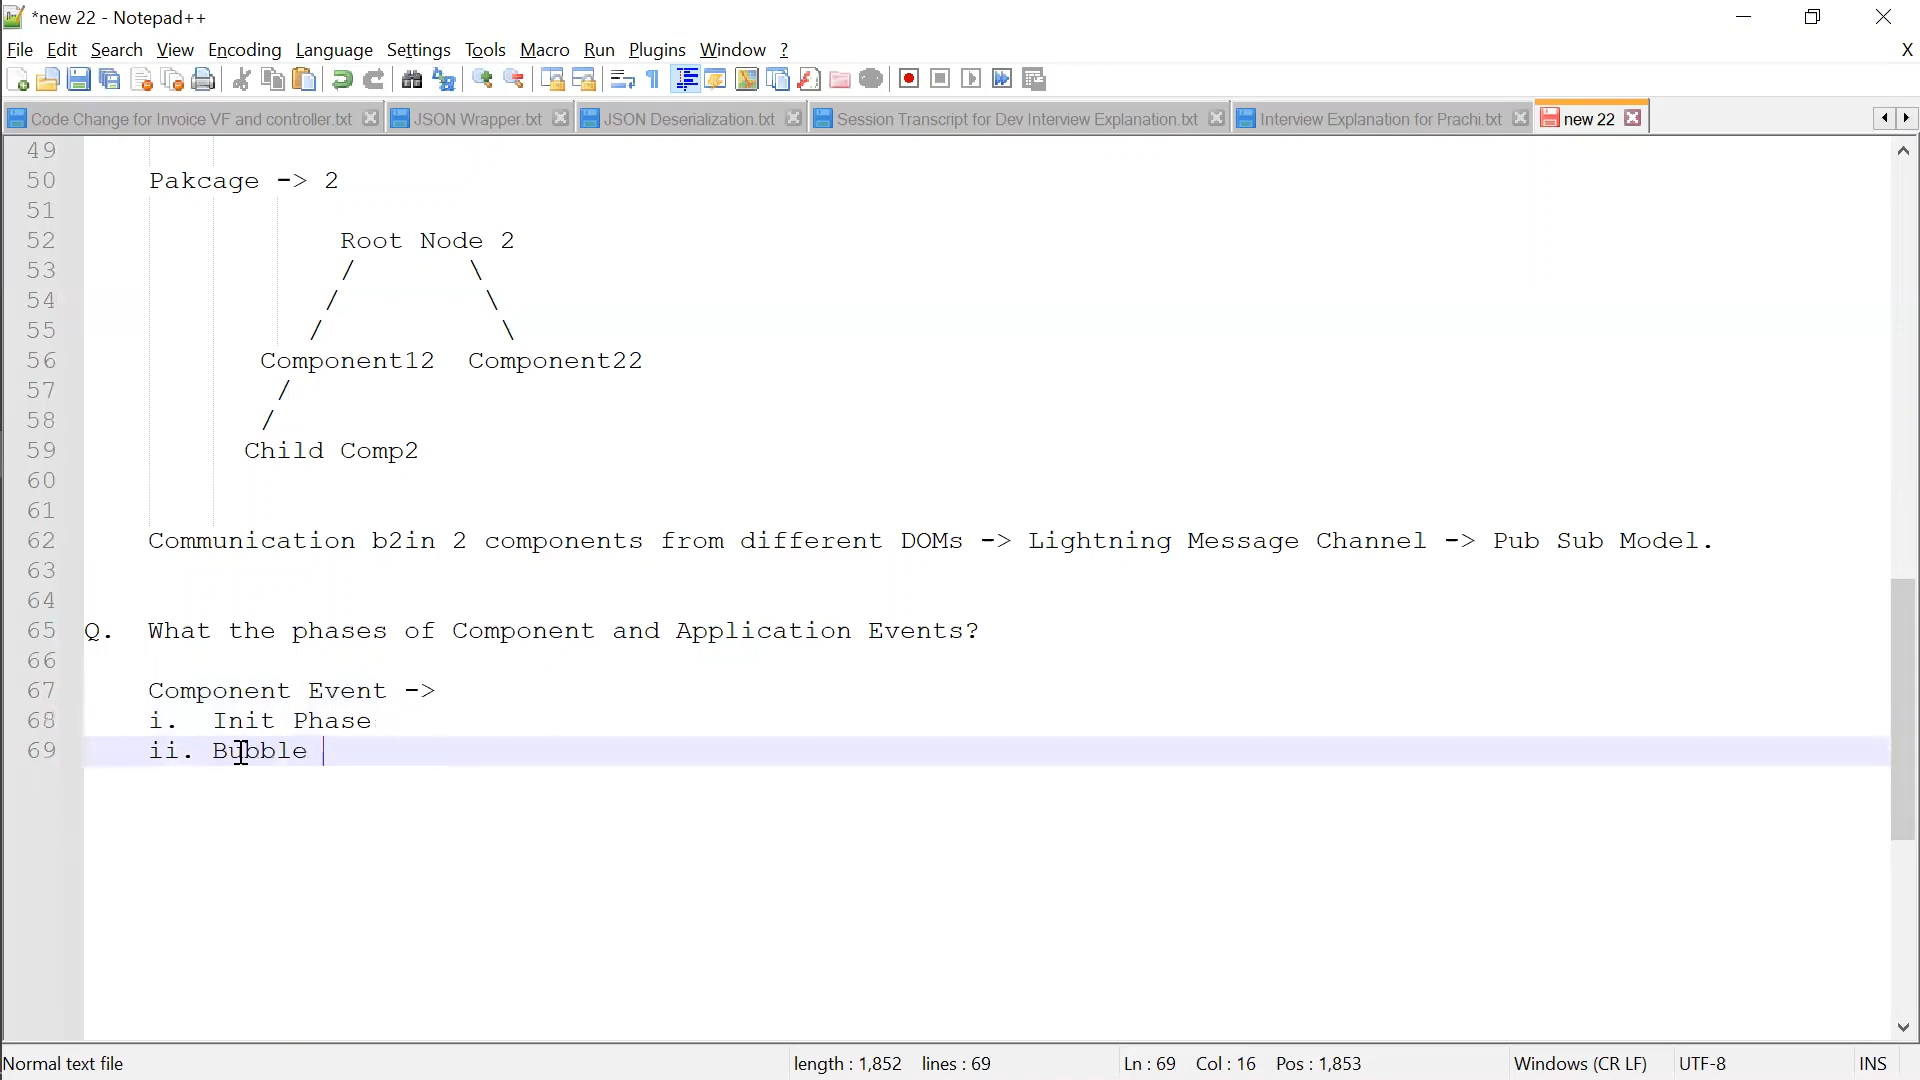 *new 22 - Notepad++
File Edit Search View Encoding Language Settings Tools Macro Run Plugins Window ? X
Code Change for Invoice VF and controller.txt JSON Wrapper.txt JSON Deserialization.txt Session Transcript for Dev Interview Explanation.txt Interview Explanation for Prachi.txt new 22
49
50 Pakcage -> 2
51
52 Root Node 2
53 / \
54 / \
55 / \
56 Component12 Component22
57 /
58 /
59 Child Comp2
60
61
62 Communication b2in 2 components from different DOMs -> Lightning Message Channel -> Pub Sub Model.
63
64
65 Q. What the phases of Component and Application Events?
66
67 Component Event ->
68 i. Init Phase
69 ii. Bubble
Normal text file length : 1,852 lines : 69 Ln : 69 Col : 16 Pos : 1,853 Windows (CR LF) UTF-8 INS